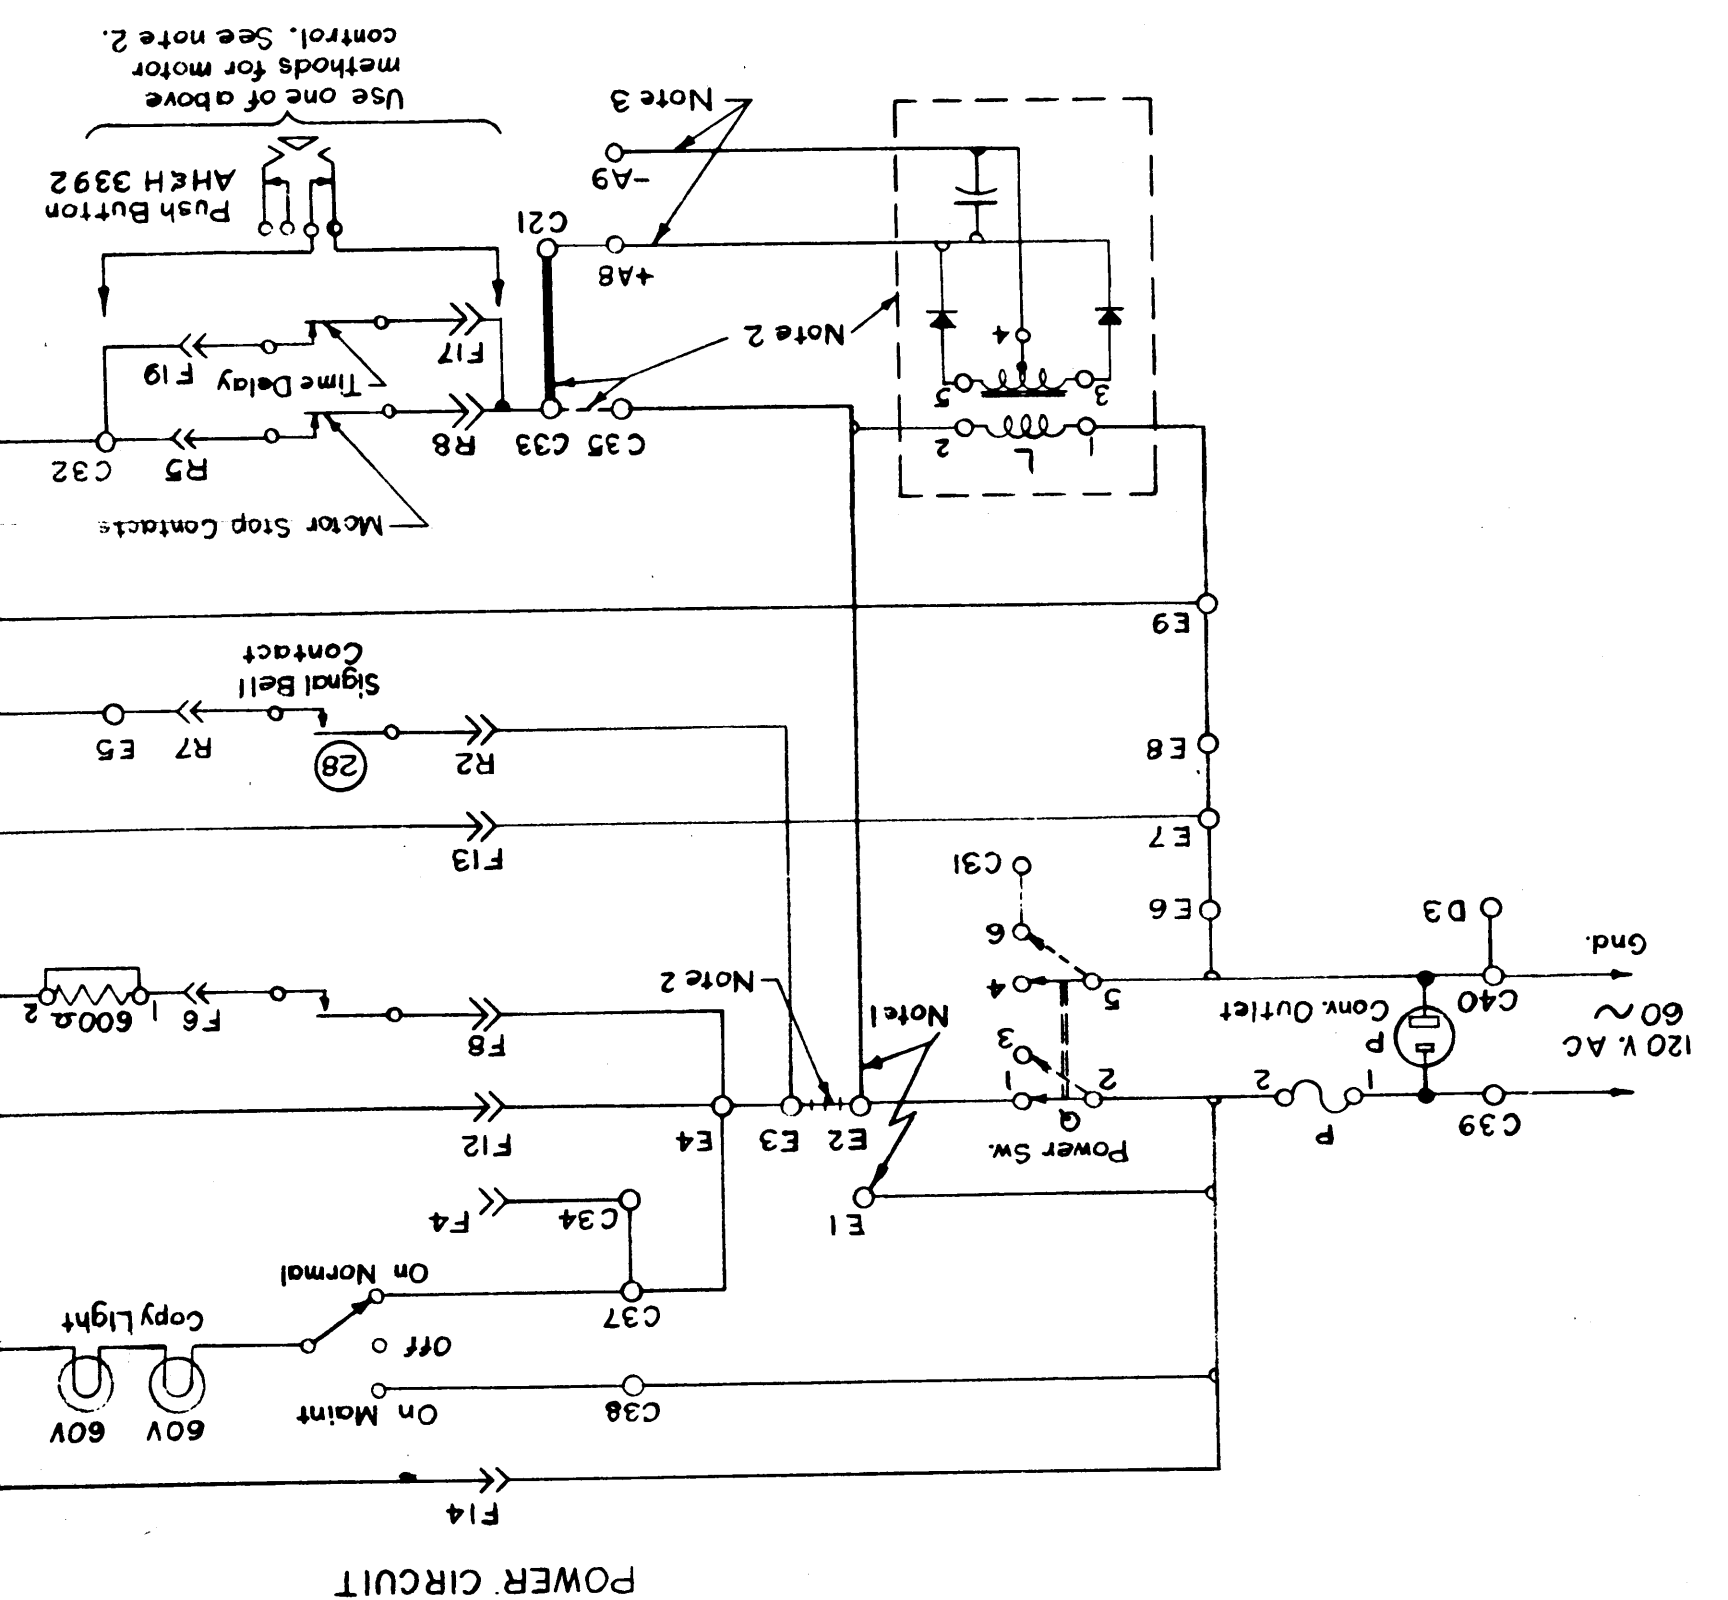 POWER CIRCUIT
F14
60V
60V
On Maint
C38
Copy Light
Off
On Normal
C37
F4
C34
E1
Power Sw.
Q
P
C39
F12
E4
E3
E2
1
2
2
1
120 V. AC
60 ~
3
P
Conv. Outlet
C40
Gnd.
Note 1
Note 2
4
5
2
600Ω
1
F6
F8
6
C31
E6
D3
F13
E7
E5
R7
28
R2
E8
Signal Bell
Contact
E9
Motor Stop Contacts
C32
R5
R8
C33
C35
2
L
1
Time Delay
F19
F17
5
3
4
Note 2
+A8
C21
-A9
Note 3
Push Button
AH&H 3392
Use one of above
methods for motor
control. See note 2.